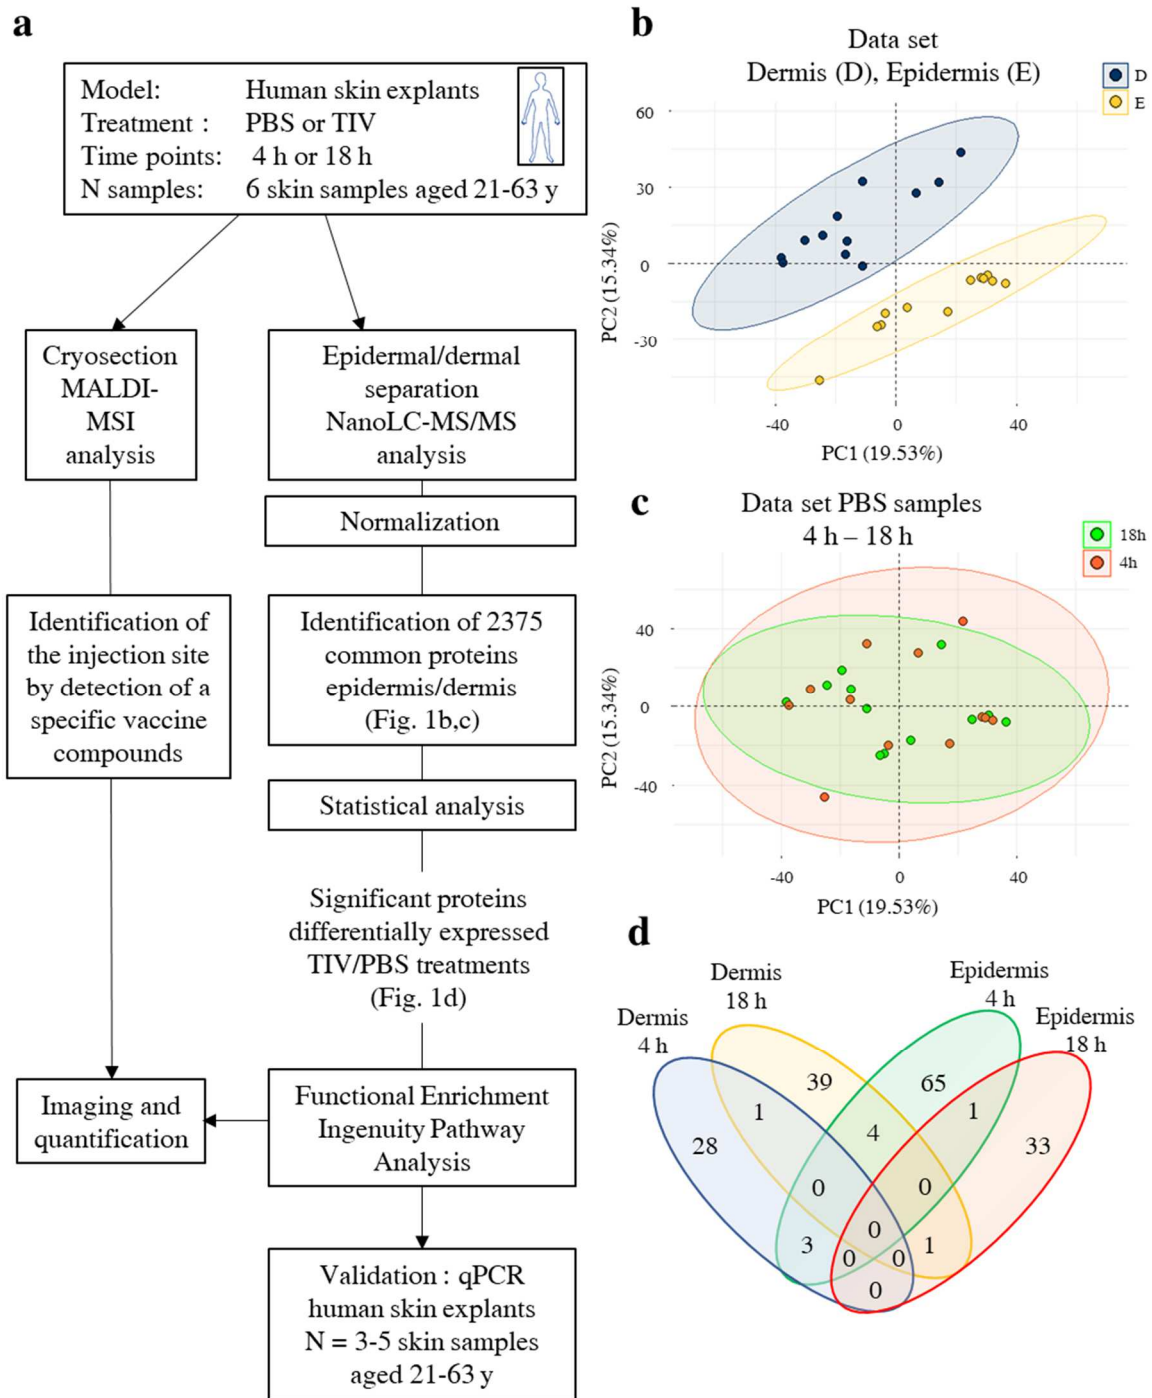 a
Model: Human skin explants
Treatment : PBS or TIV
Time points: 4 h or 18 h
N samples: 6 skin samples aged 21-63 y
Cryosection
MALDI-
MSI
analysis
Epidermal/dermal
separation
NanoLC-MS/MS
analysis
Normalization
Identification of
the injection site
by detection of a
specific vaccine
compounds
Identification of 2375
common proteins
epidermis/dermis
(Fig. 1b,c)
Statistical analysis
Significant proteins
differentially expressed
TIV/PBS treatments
(Fig. 1d)
Imaging and
quantification
Functional Enrichment
Ingenuity Pathway
Analysis
Validation : qPCR
human skin explants
N = 3-5 skin samples
aged 21-63 y
b
Data set
Dermis (D), Epidermis (E)
D
E
60
30
0
-30
PC2 (15.34%)
-40 0 40
PC1 (19.53%)
c
Data set PBS samples
4 h – 18 h
18h
4h
40
0
-40
PC2 (15.34%)
-40 0 40
PC1 (19.53%)
d
Dermis
4 h
Dermis
18 h
Epidermis
4 h
Epidermis
18 h
39 65
1 4 1
28 33
0 0
0
3 0 0 1
0